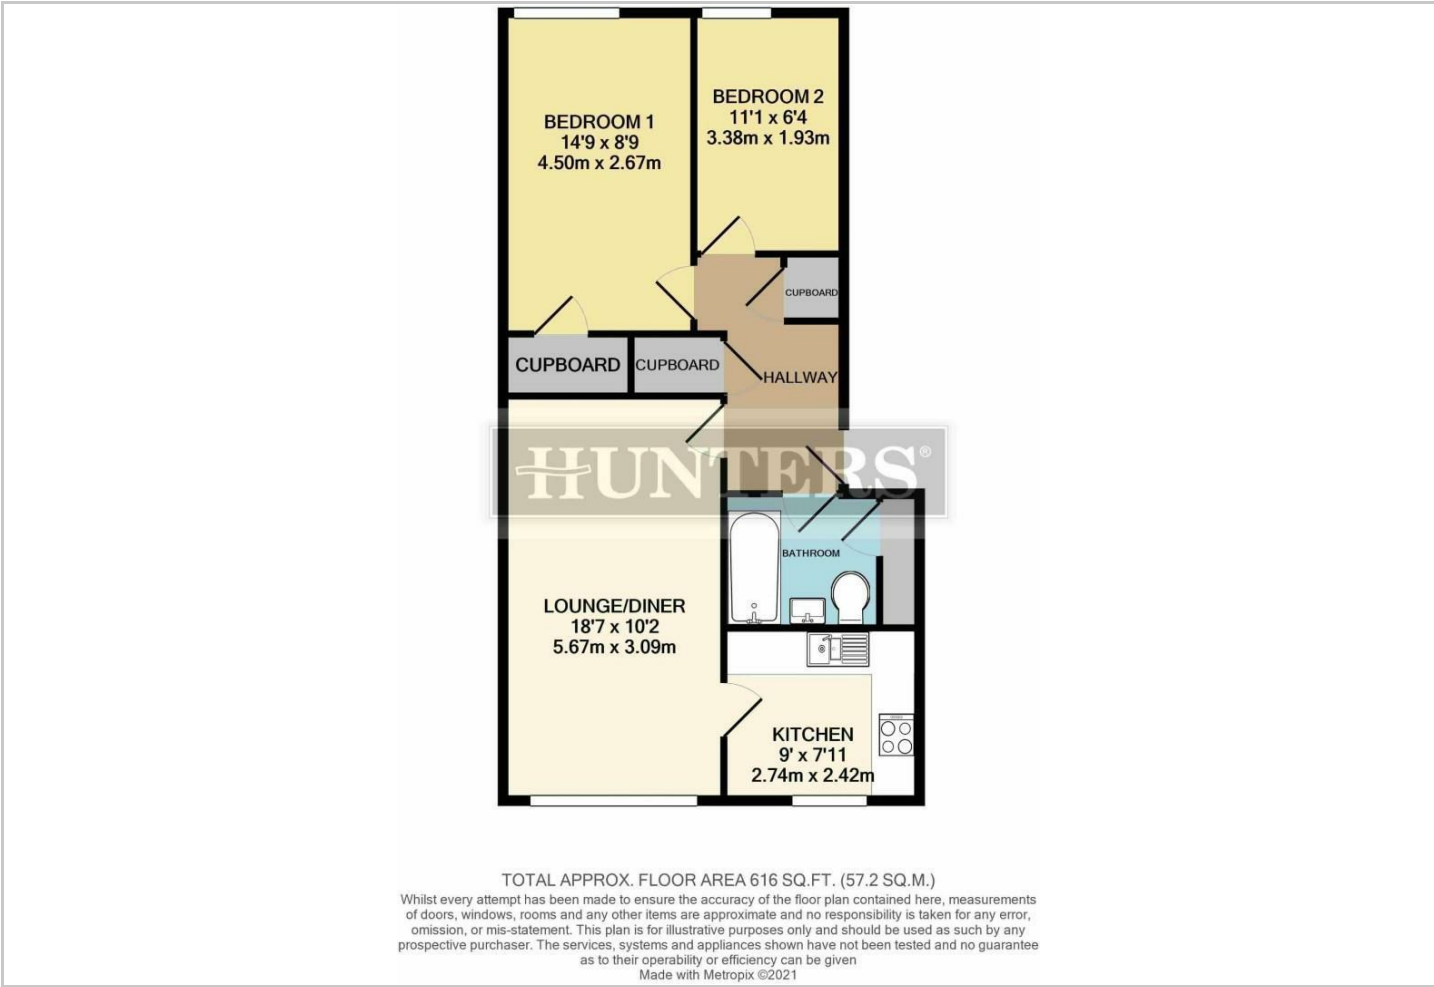 BEDROOM 1
14'9 x 8'9
4.50m x 2.67m
BEDROOM 2
11'1 x 6'4
3.38m x 1.93m
CUPBOARD
CUPBOARD
CUPBOARD
HALLWAY
HUNTERS®
BATHROOM
LOUNGE/DINER
18'7 x 10'2
5.67m x 3.09m
KITCHEN
9' x 7'11
2.74m x 2.42m
TOTAL APPROX. FLOOR AREA 616 SQ.FT. (57.2 SQ.M.)
Whilst every attempt has been made to ensure the accuracy of the floor plan contained here, measurements
of doors, windows, rooms and any other items are approximate and no responsibility is taken for any error,
omission, or mis-statement. This plan is for illustrative purposes only and should be used as such by any
prospective purchaser. The services, systems and appliances shown have not been tested and no guarantee
as to their operability or efficiency can be given
Made with Metropix ©2021